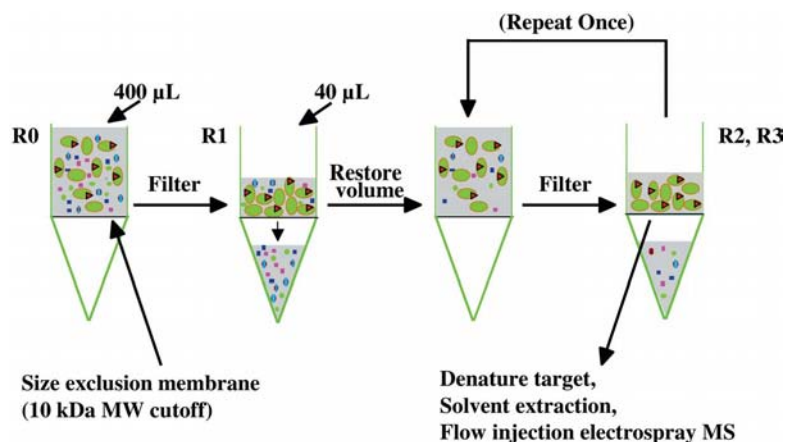 (Repeat Once)
400 µL
40 µL
R0
R1
R2, R3
Filter
Restore
volume
Filter
Size exclusion membrane
(10 kDa MW cutoff)
Denature target,
Solvent extraction,
Flow injection electrospray MS